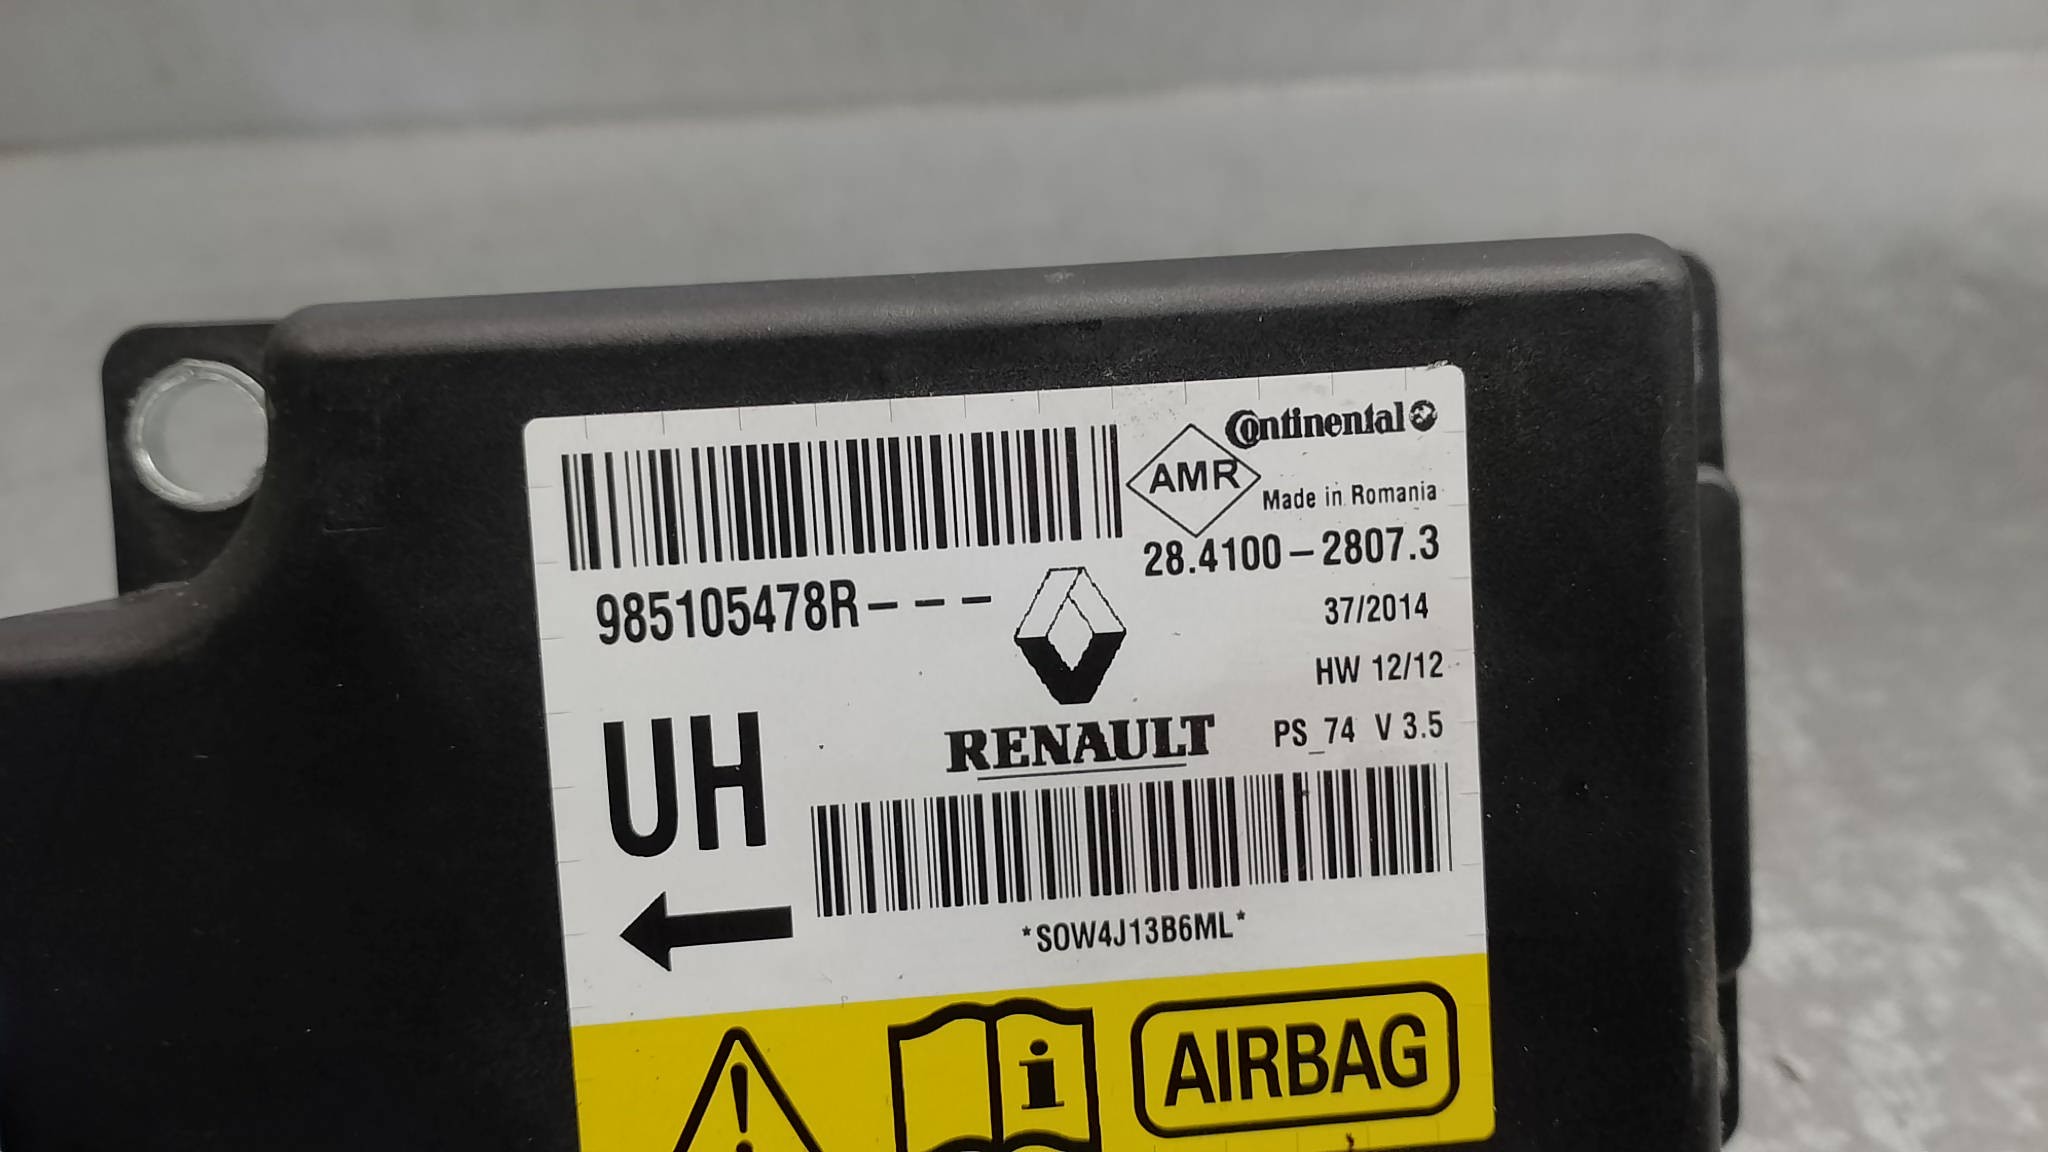 Continental
AMR
Made in Romania
28.4100-2807.3
985105478R---
37/2014
HW 12/12
RENAULT
PS_74 V 3.5
UH
*S0W4J13B6ML*
i
AIRBAG